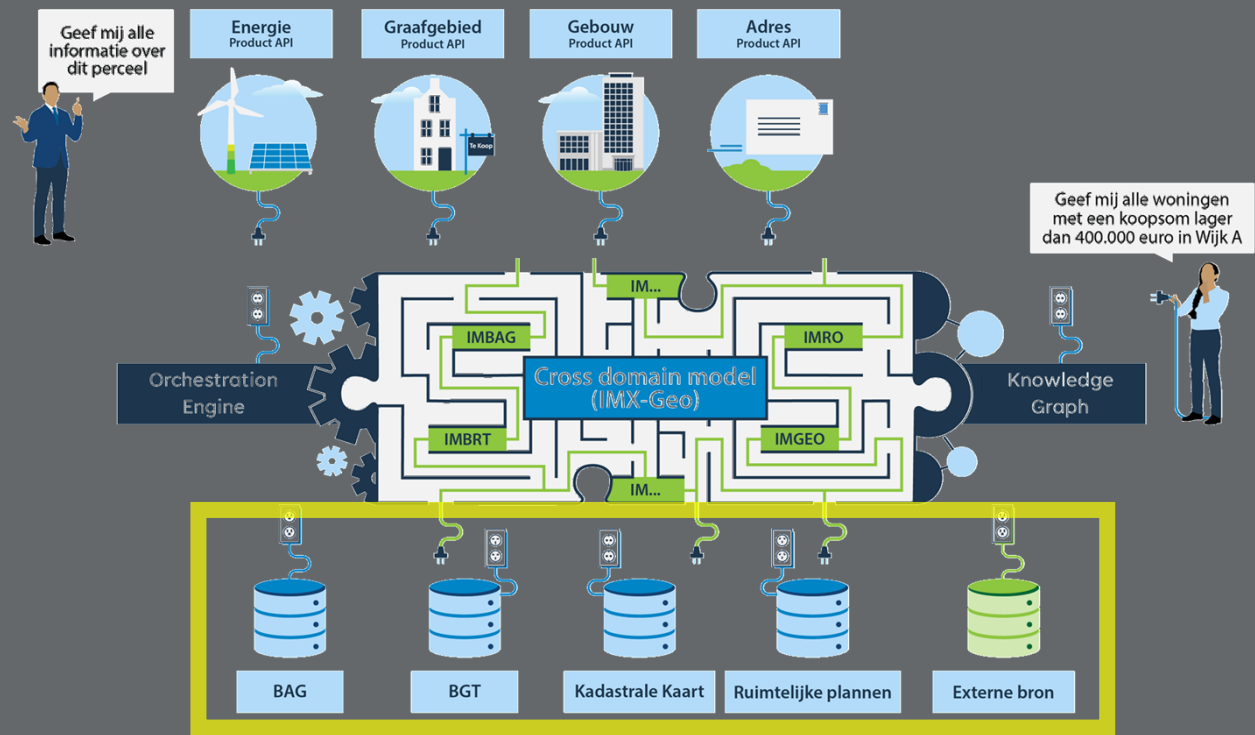 Geef mij alle
informatie over
dit perceel
Energie
Product API
Graafgebied
Product API
Gebouw
Product API
Adres
Product API
Te Koop
Geef mij alle woningen
met een koopsom lager
dan 400.000 euro in Wijk A
IM...
IMBAG
IMRO
Orchestration
Engine
Cross domain model
(IMX-Geo)
Knowledge
Graph
IMBRT
IMGEO
IM...
BAG
BGT
Kadastrale Kaart
Ruimtelijke plannen
Externe bron